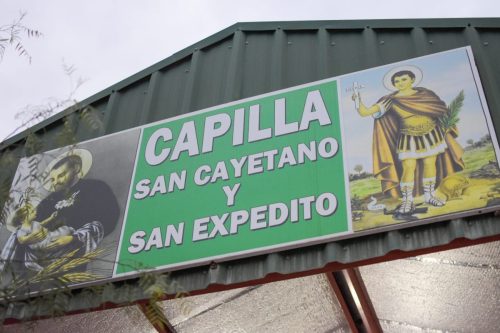 CAPILLA
SAN CAYETANO
Y
SAN EXPEDITO